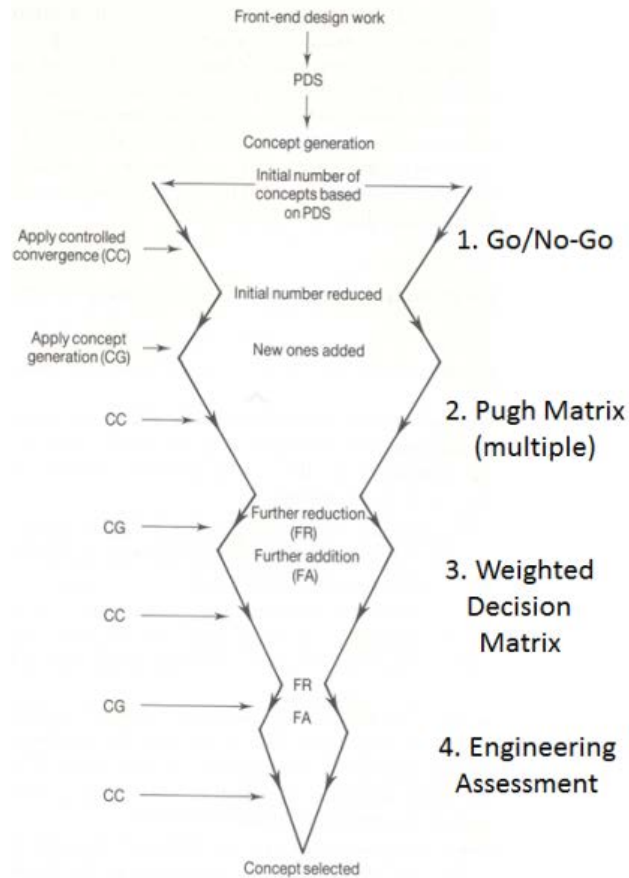 Front-end design work
PDS
Concept generation
Initial number of
concepts based
on PDS
Apply controlled
convergence (CC)
1. Go/No-Go
Initial number reduced
Apply concept
generation (CG)
New ones added
CC
2. Pugh Matrix
(multiple)
Further reduction
(FR)
CG
Further addition
(FA)
3. Weighted
Decision
Matrix
CC
FR
CG
FA
4. Engineering
Assessment
CC
Concept selected